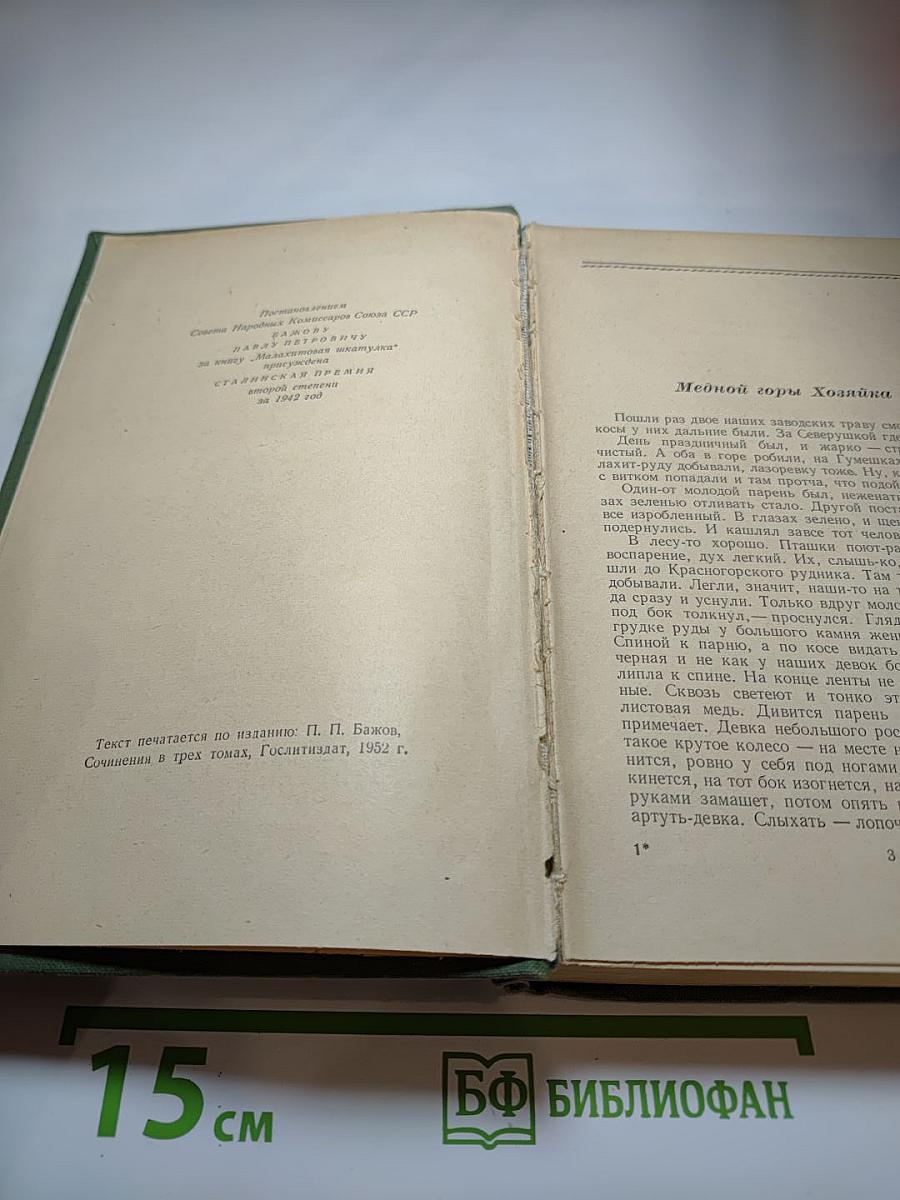 Постановлением
Совета Народных Комиссаров Союза ССР
БАЖОВУ
ПАВЛУ ПЕТРОВИЧУ
за книгу „Малахитовая шкатулка"
присуждена
СТАЛИНСКАЯ ПРЕМИЯ
второй степени
за 1942 год
Текст печатается по изданию: П. П. Бажов,
Сочинения в трех томах, Гослитиздат, 1952 г.
Медной горы Хозяйка
Пошли раз двое наших заводских траву смо
косы у них дальние были. За Северушкой где
День праздничный был, и жарко — стр
чистый. А оба в горе робили, на Гумешках
лахит-руду добывали, лазоревку тоже. Ну, к
с витком попадали и там протча, что подой
Один-от молодой парень был, неженат
зах зеленью отливать стало. Другой поста
все изробленный. В глазах зелено, и щек
подернулись. И кашлял завсе тот челов
В лесу-то хорошо. Пташки поют-ра
воспарение, дух легкий. Их, слышь-ко,
шли до Красногорского рудника. Там т
добывали. Легли, значит, наши-то на т
да сразу и уснули. Только вдруг моло
под бок толкнул,— проснулся. Гляд
грудке руды у большого камня жен
Спиной к парню, а по косе видать
черная и не как у наших девок бо
липла к спине. На конце ленты не
ные. Сквозь светеют и тонко эт
листовая медь. Дивится парень
примечает. Девка небольшого рос
такое крутое колесо — на месте н
нится, ровно у себя под ногами
кинется, на тот бок изогнется, на
руками замашет, потом опять
артуть-девка. Слыхать — лопоч
1*
3
15 см
БФ БИБЛИОФАН